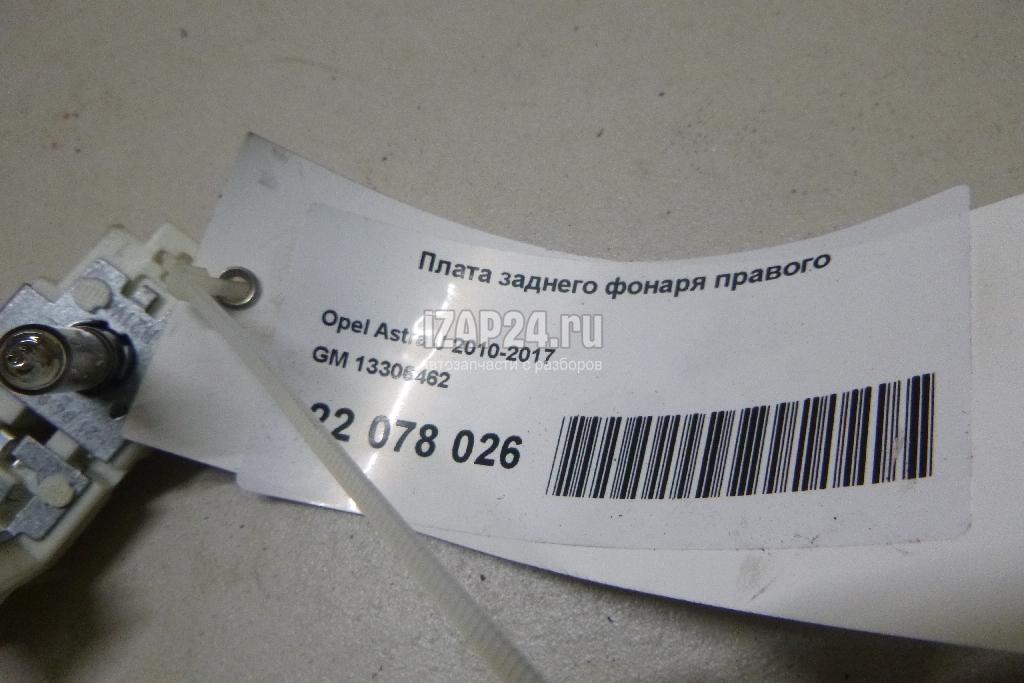 Плата заднего фонаря правого
Opel Astra 2010-2017
GM 13306462
22 078 026
iZAP24.ru
автозапчасти с разборов